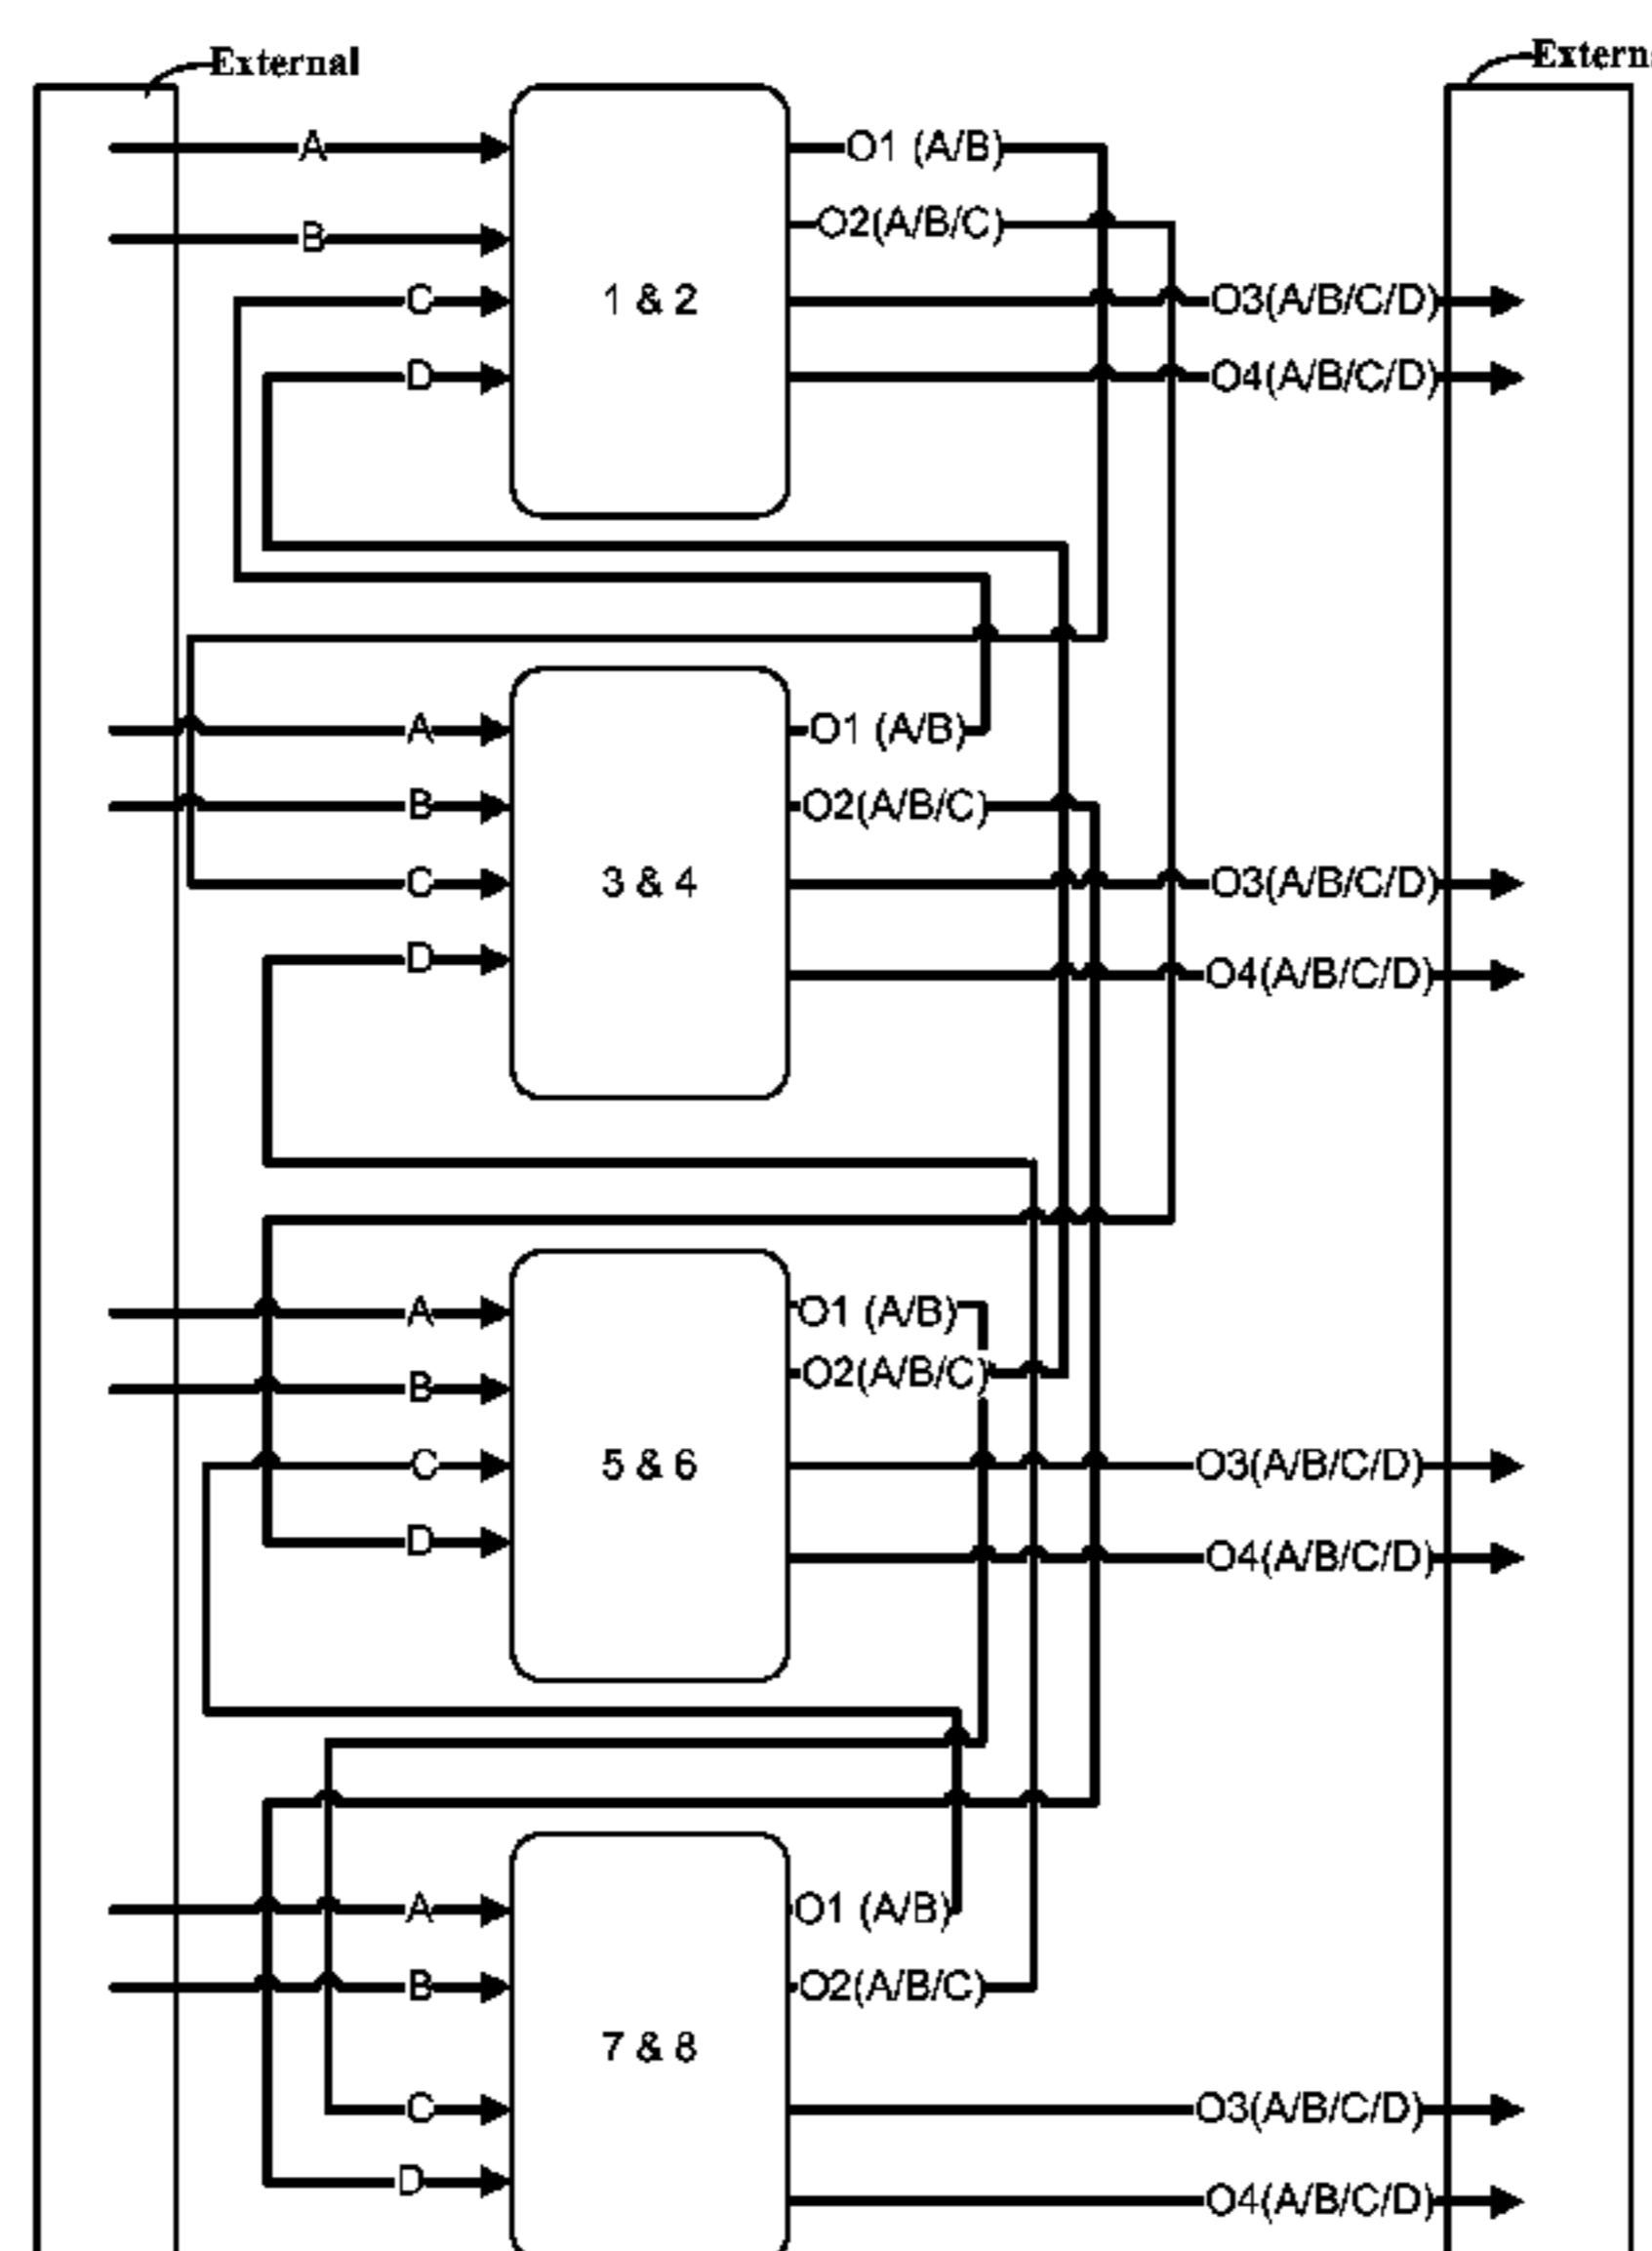 External
Extern
A
O1 (A/B)
B
O2(A/B/C)
C
1 & 2
O3(A/B/C/D)
D
O4(A/B/C/D)
A
O1 (A/B)
B
O2(A/B/C)
C
3 & 4
O3(A/B/C/D)
D
O4(A/B/C/D)
A
O1 (A/B)
B
O2(A/B/C)
C
5 & 6
O3(A/B/C/D)
D
O4(A/B/C/D)
A
O1 (A/B)
B
O2(A/B/C)
7 & 8
C
O3(A/B/C/D)
D
O4(A/B/C/D)